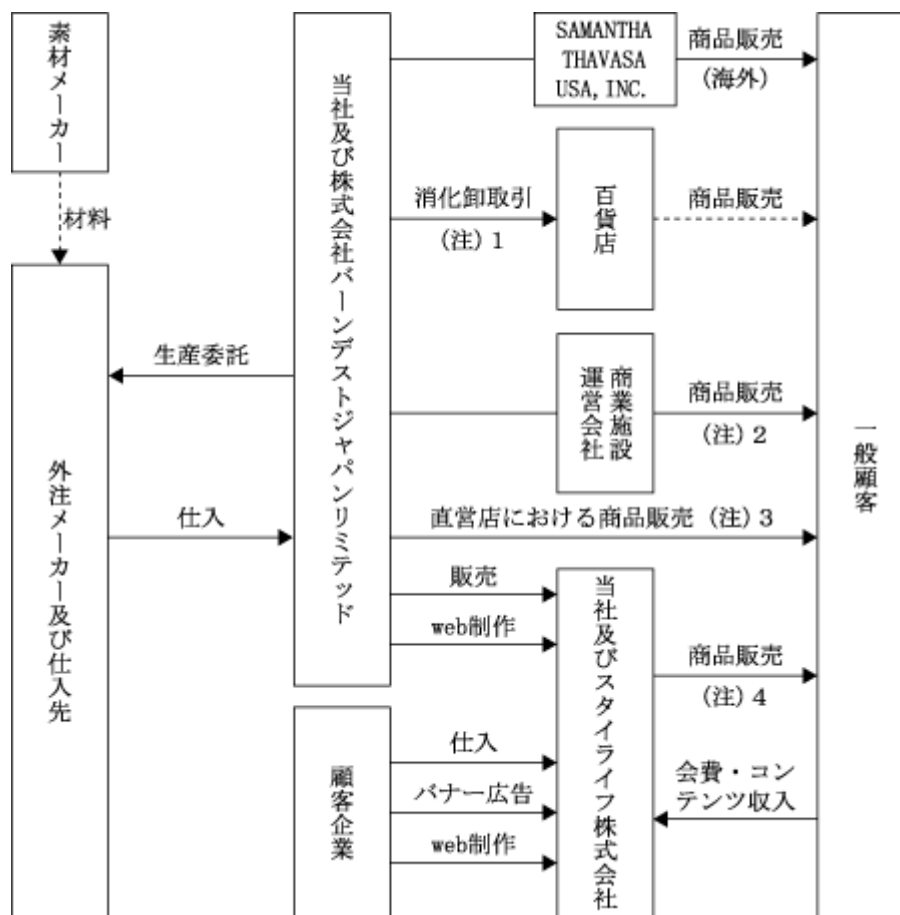 素材メーカー
材料
外注メーカー及び仕入先
生産委託
仕入
当社及び株式会社バーンデストジャパンリミテッド
顧客企業
SAMANTHA
THAVASA
USA, INC.
商品販売
(海外)
消化卸取引
(注) 1
百貨店
商品販売
商業施設
運営会社
商品販売
(注) 2
直営店における商品販売 (注) 3
販売
web制作
仕入
バナー広告
web制作
当社及びスタイライフ株式会社
商品販売
(注) 4
会費・コン
テンツ収入
一般顧客